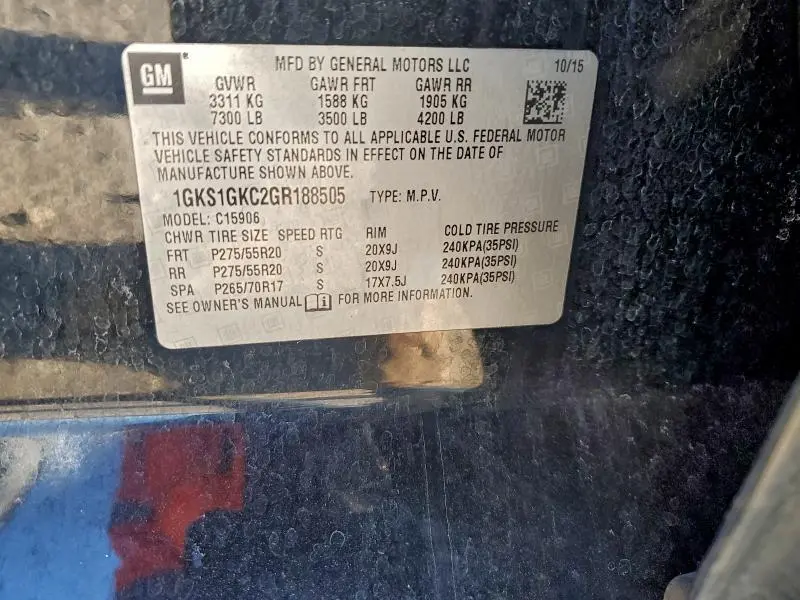 GM
MFD BY GENERAL MOTORS LLC 10/15
GVWR GAWR FRT GAWR RR
3311 KG 1588 KG 1905 KG
7300 LB 3500 LB 4200 LB
THIS VEHICLE CONFORMS TO ALL APPLICABLE U.S. FEDERAL MOTOR
VEHICLE SAFETY STANDARDS IN EFFECT ON THE DATE OF
MANUFACTURE SHOWN ABOVE.
1GKS1GKC2GR188505 TYPE: M.P.V.
MODEL: C15906
CHWR TIRE SIZE SPEED RTG RIM COLD TIRE PRESSURE
FRT P275/55R20 S 20X9J 240KPA(35PSI)
RR P275/55R20 S 20X9J 240KPA(35PSI)
SPA P265/70R17 S 17X7.5J 240KPA(35PSI)
SEE OWNER'S MANUAL i FOR MORE INFORMATION.